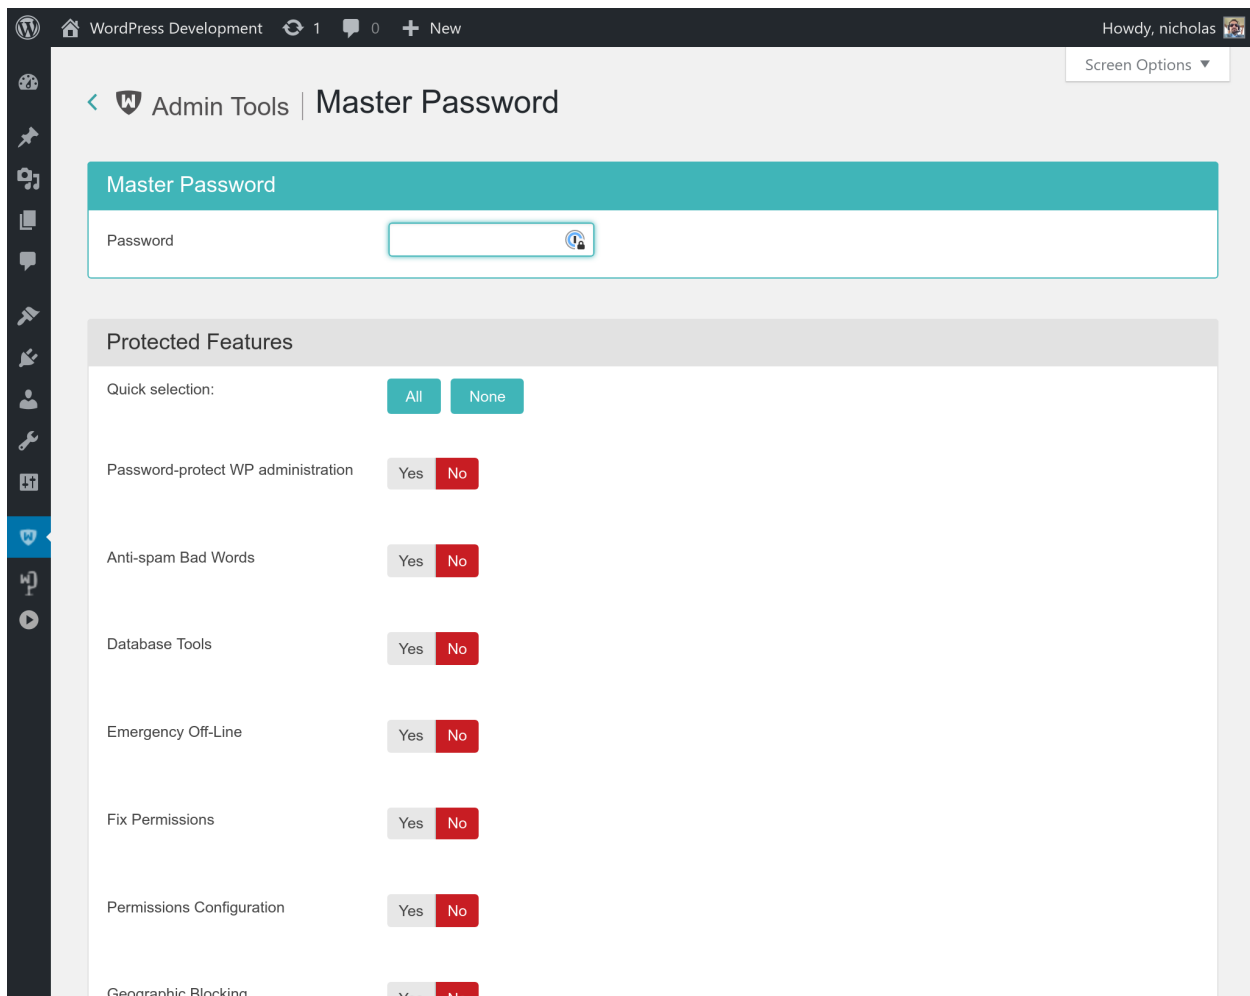 WordPress Development 1 0 New Howdy, nicholas
Screen Options ▼
Admin Tools | Master Password
Master Password
Password
Protected Features
Quick selection: All None
Password-protect WP administration Yes No
Anti-spam Bad Words Yes No
Database Tools Yes No
Emergency Off-Line Yes No
Fix Permissions Yes No
Permissions Configuration Yes No
Geographic Blocking Yes No